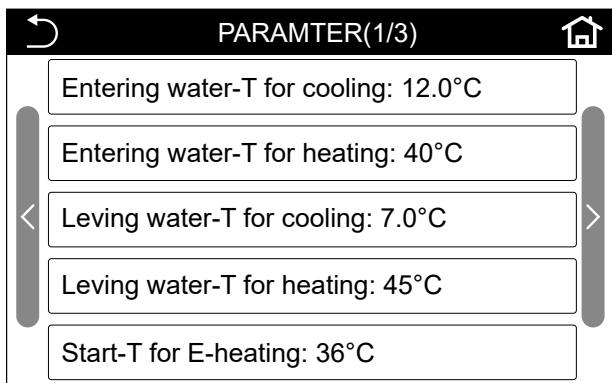 PARAMTER(1/3)
Entering water-T for cooling: 12.0°C
Entering water-T for heating: 40°C
Leving water-T for cooling: 7.0°C
Leving water-T for heating: 45°C
Start-T for E-heating: 36°C